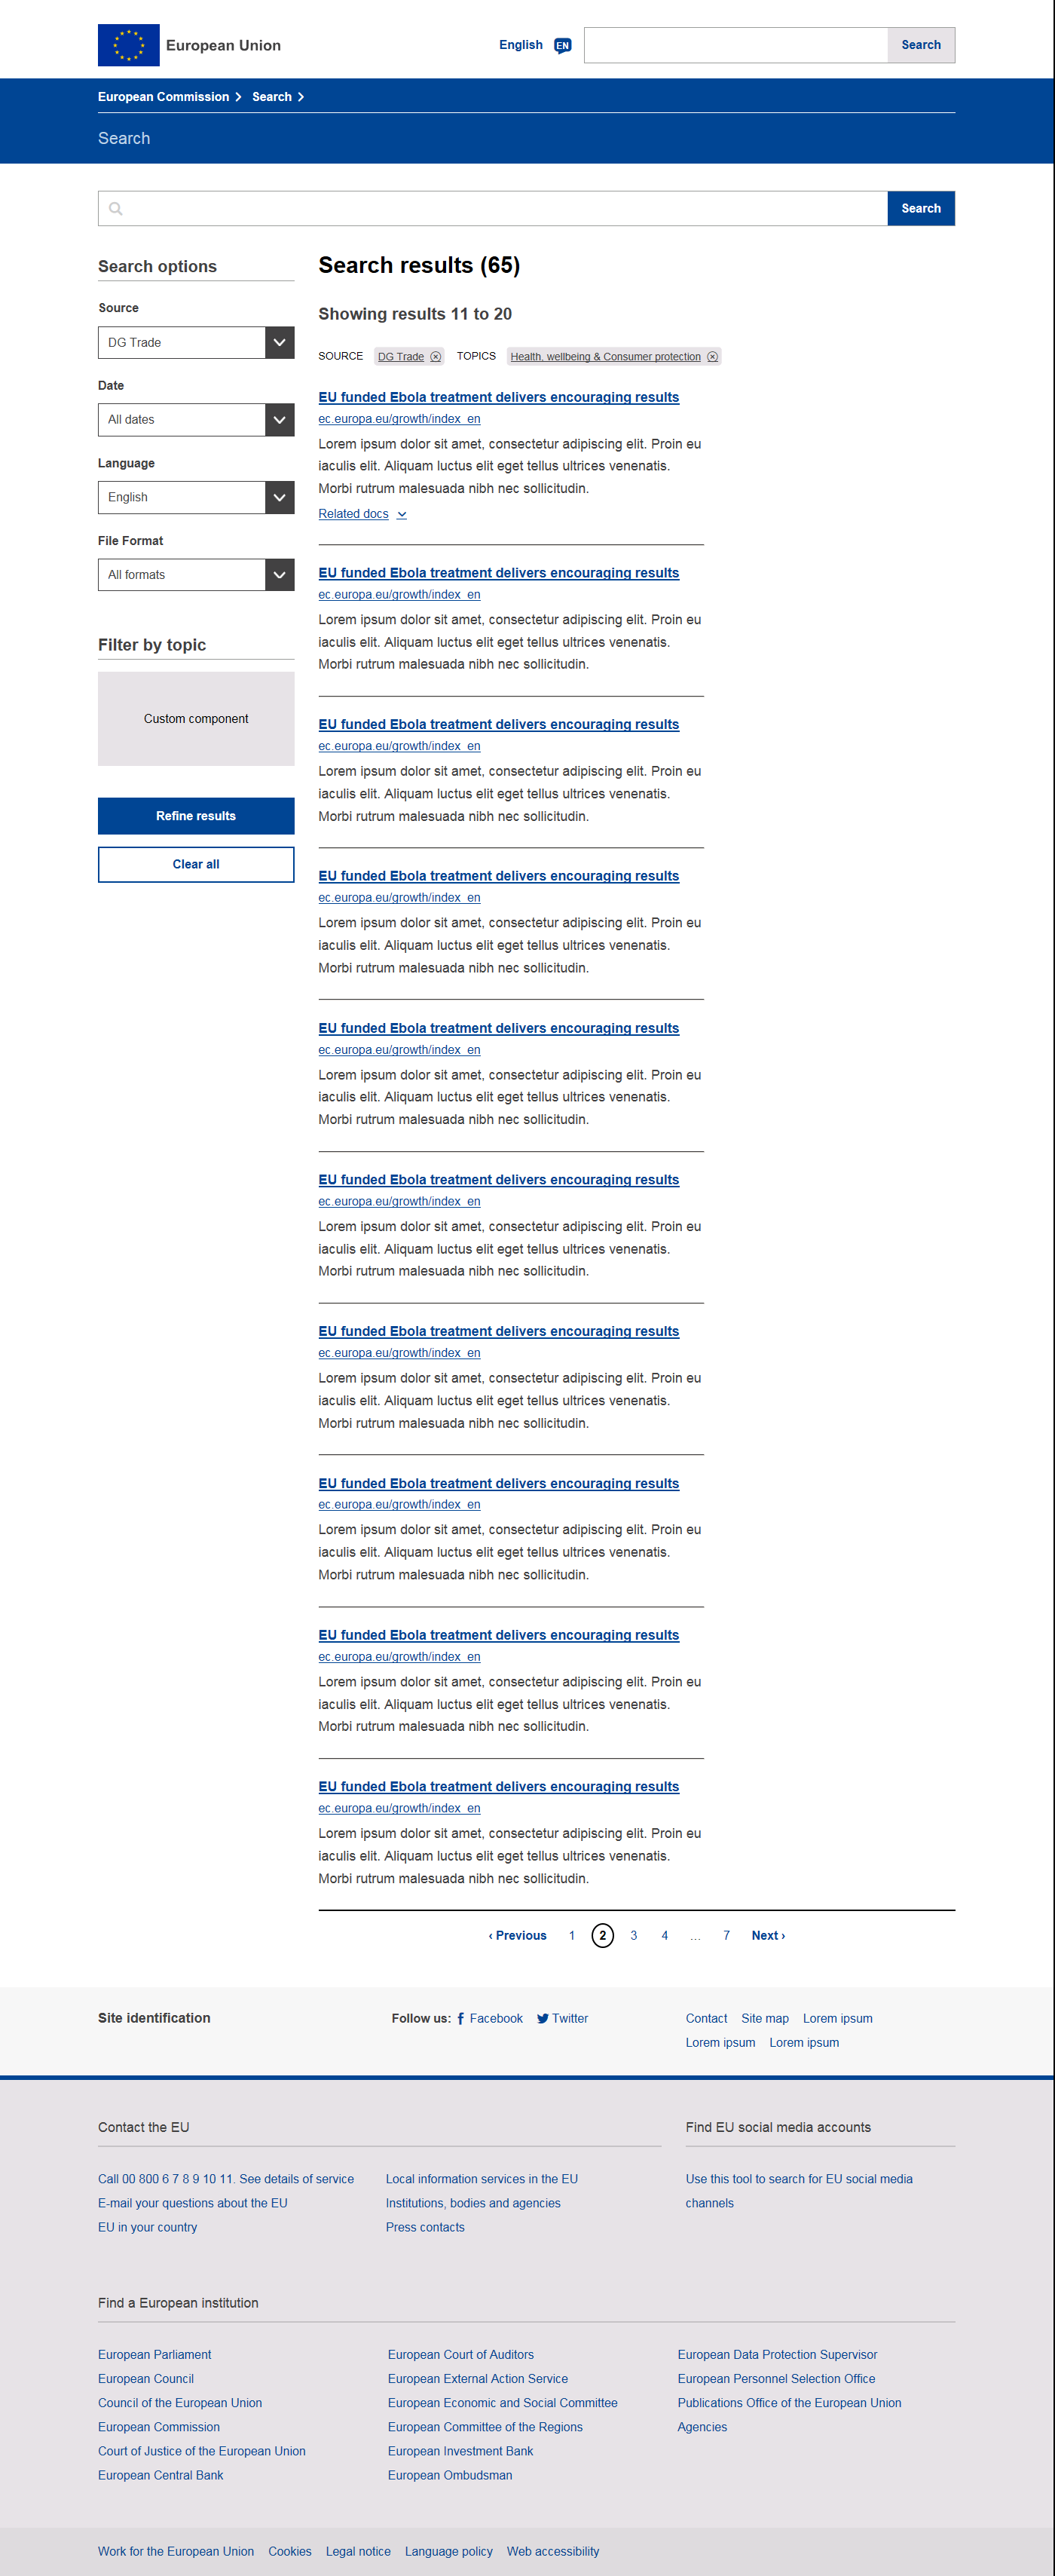 European Union
English EN Search
European Commission Search
Search
Search
Search options
Source
DG Trade
Date
All dates
Language
English
File Format
All formats
Filter by topic
Custom component
Refine results
Clear all
Search results (65)
Showing results 11 to 20
SOURCE DG Trade TOPICS Health, wellbeing & Consumer protection
EU funded Ebola treatment delivers encouraging results
ec.europa.eu/growth/index_en
Lorem ipsum dolor sit amet, consectetur adipiscing elit. Proin eu
iaculis elit. Aliquam luctus elit eget tellus ultrices venenatis.
Morbi rutrum malesuada nibh nec sollicitudin.
Related docs
EU funded Ebola treatment delivers encouraging results
ec.europa.eu/growth/index_en
Lorem ipsum dolor sit amet, consectetur adipiscing elit. Proin eu
iaculis elit. Aliquam luctus elit eget tellus ultrices venenatis.
Morbi rutrum malesuada nibh nec sollicitudin.
EU funded Ebola treatment delivers encouraging results
ec.europa.eu/growth/index_en
Lorem ipsum dolor sit amet, consectetur adipiscing elit. Proin eu
iaculis elit. Aliquam luctus elit eget tellus ultrices venenatis.
Morbi rutrum malesuada nibh nec sollicitudin.
EU funded Ebola treatment delivers encouraging results
ec.europa.eu/growth/index_en
Lorem ipsum dolor sit amet, consectetur adipiscing elit. Proin eu
iaculis elit. Aliquam luctus elit eget tellus ultrices venenatis.
Morbi rutrum malesuada nibh nec sollicitudin.
EU funded Ebola treatment delivers encouraging results
ec.europa.eu/growth/index_en
Lorem ipsum dolor sit amet, consectetur adipiscing elit. Proin eu
iaculis elit. Aliquam luctus elit eget tellus ultrices venenatis.
Morbi rutrum malesuada nibh nec sollicitudin.
EU funded Ebola treatment delivers encouraging results
ec.europa.eu/growth/index_en
Lorem ipsum dolor sit amet, consectetur adipiscing elit. Proin eu
iaculis elit. Aliquam luctus elit eget tellus ultrices venenatis.
Morbi rutrum malesuada nibh nec sollicitudin.
EU funded Ebola treatment delivers encouraging results
ec.europa.eu/growth/index_en
Lorem ipsum dolor sit amet, consectetur adipiscing elit. Proin eu
iaculis elit. Aliquam luctus elit eget tellus ultrices venenatis.
Morbi rutrum malesuada nibh nec sollicitudin.
EU funded Ebola treatment delivers encouraging results
ec.europa.eu/growth/index_en
Lorem ipsum dolor sit amet, consectetur adipiscing elit. Proin eu
iaculis elit. Aliquam luctus elit eget tellus ultrices venenatis.
Morbi rutrum malesuada nibh nec sollicitudin.
EU funded Ebola treatment delivers encouraging results
ec.europa.eu/growth/index_en
Lorem ipsum dolor sit amet, consectetur adipiscing elit. Proin eu
iaculis elit. Aliquam luctus elit eget tellus ultrices venenatis.
Morbi rutrum malesuada nibh nec sollicitudin.
EU funded Ebola treatment delivers encouraging results
ec.europa.eu/growth/index_en
Lorem ipsum dolor sit amet, consectetur adipiscing elit. Proin eu
iaculis elit. Aliquam luctus elit eget tellus ultrices venenatis.
Morbi rutrum malesuada nibh nec sollicitudin.
‹ Previous 1 2 3 4 ... 7 Next ›
Site identification
Follow us: Facebook Twitter
Contact Site map Lorem ipsum
Lorem ipsum Lorem ipsum
Contact the EU
Call 00 800 6 7 8 9 10 11. See details of service
E-mail your questions about the EU
EU in your country
Local information services in the EU
Institutions, bodies and agencies
Press contacts
Find EU social media accounts
Use this tool to search for EU social media
channels
Find a European institution
European Parliament
European Council
Council of the European Union
European Commission
Court of Justice of the European Union
European Central Bank
European Court of Auditors
European External Action Service
European Economic and Social Committee
European Committee of the Regions
European Investment Bank
European Ombudsman
European Data Protection Supervisor
European Personnel Selection Office
Publications Office of the European Union
Agencies
Work for the European Union Cookies Legal notice Language policy Web accessibility